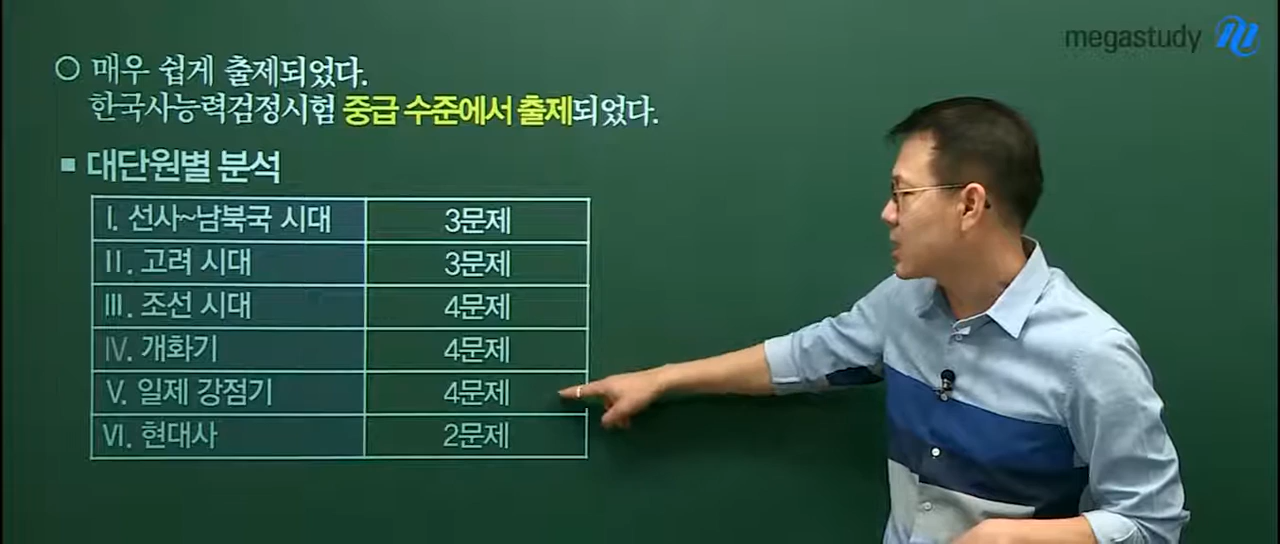 megastudy
○ 매우 쉽게 출제되었다.
한국사능력검정시험 중급 수준에서 출제되었다.
■ 대단원별 분석
Ⅰ. 선사~남북국 시대 3문제
Ⅱ. 고려 시대 3문제
Ⅲ. 조선 시대 4문제
Ⅳ. 개화기 4문제
Ⅴ. 일제 강점기 4문제
Ⅵ. 현대사 2문제